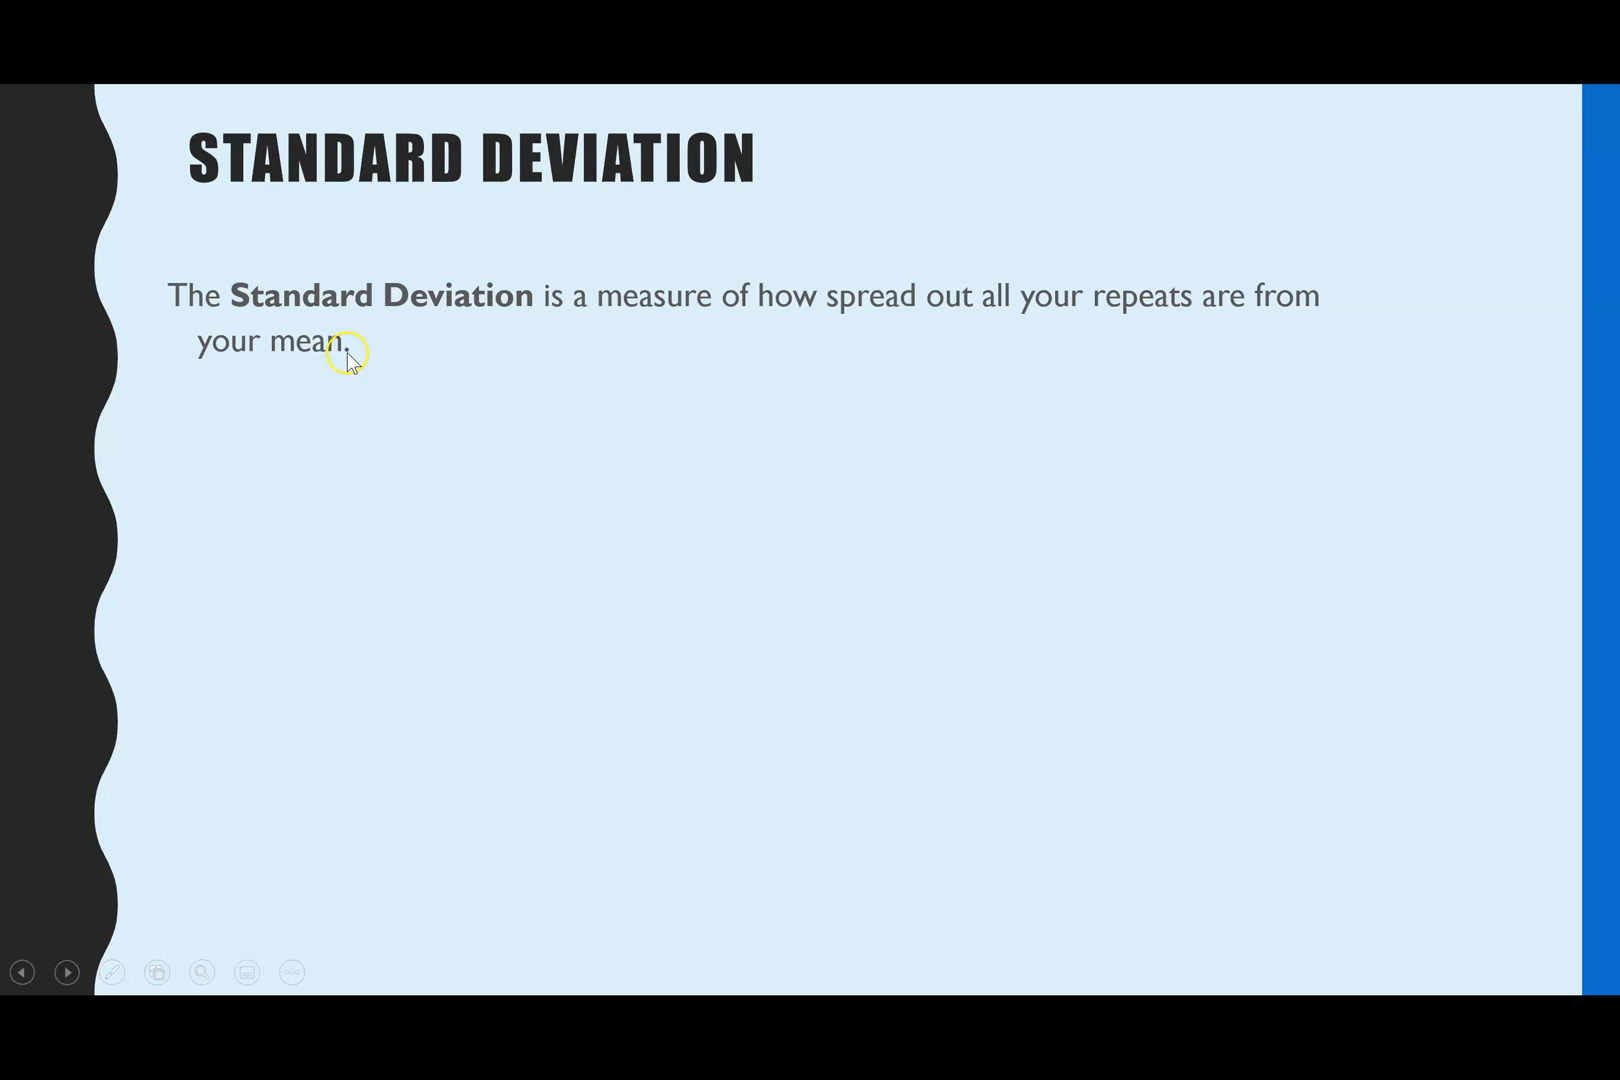 STANDARD DEVIATION
The Standard Deviation is a measure of how spread out all your repeats are from
your mean.